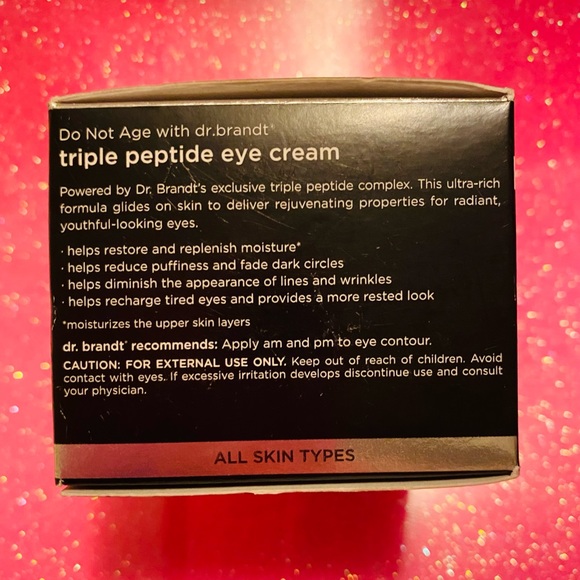 Do Not Age with dr.brandt®
triple peptide eye cream
Powered by Dr. Brandt's exclusive triple peptide complex. This ultra-rich
formula glides on skin to deliver rejuvenating properties for radiant,
youthful-looking eyes.
· helps restore and replenish moisture*
· helps reduce puffiness and fade dark circles
· helps diminish the appearance of lines and wrinkles
· helps recharge tired eyes and provides a more rested look
*moisturizes the upper skin layers
dr. brandt® recommends: Apply am and pm to eye contour.
CAUTION: FOR EXTERNAL USE ONLY. Keep out of reach of children. Avoid
contact with eyes. If excessive irritation develops discontinue use and consult
your physician.
ALL SKIN TYPES